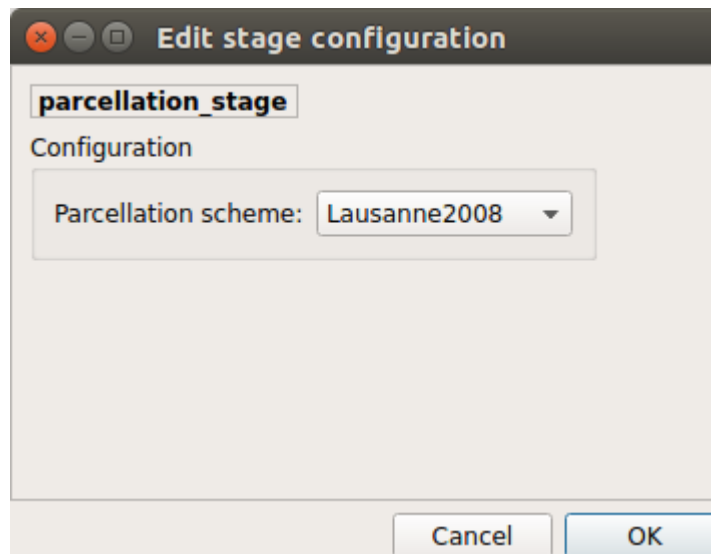 Edit stage configuration
parcellation_stage
Configuration
Parcellation scheme: Lausanne2008
Cancel OK